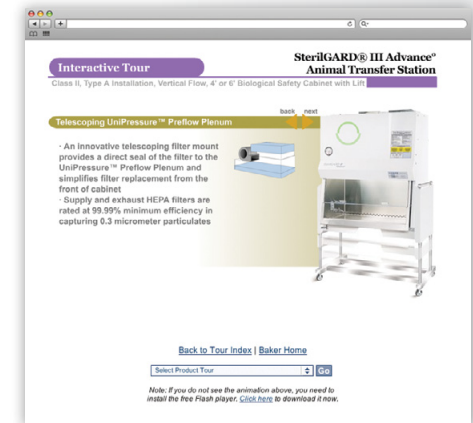 Interactive Tour
SterilGARD® III Advance°
Animal Transfer Station
Class II, Type A Installation, Vertical Flow, 4' or 6' Biological Safety Cabinet with Lift
back next
Telescoping UniPressure™ Preflow Plenum
· An innovative telescoping filter mount
provides a direct seal of the filter to the
UniPressure™ Preflow Plenum and
simplifies filter replacement from the
front of cabinet
· Supply and exhaust HEPA filters are
rated at 99.99% minimum efficiency in
capturing 0.3 micrometer particulates
Back to Tour Index | Baker Home
Select Product Tour
Go
Note: If you do not see the animation above, you need to
install the free Flash player. Click here to download it now.